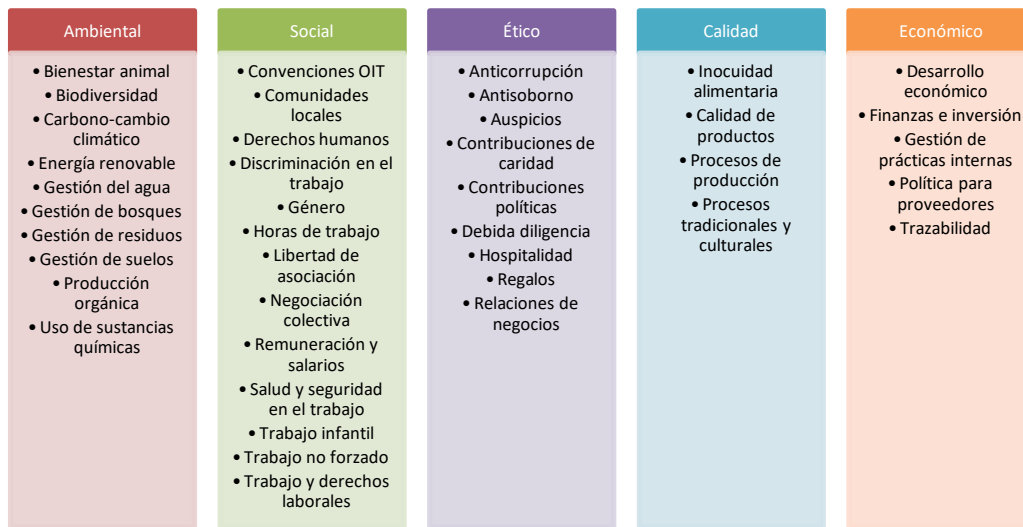 Ambiental
• Bienestar animal
• Biodiversidad
• Carbono-cambio
climático
• Energía renovable
• Gestión del agua
• Gestión de bosques
• Gestión de residuos
• Gestión de suelos
• Producción
orgánica
• Uso de sustancias
químicas
Social
• Convenciones OIT
• Comunidades
locales
• Derechos humanos
• Discriminación en el
trabajo
• Género
• Horas de trabajo
• Libertad de
asociación
• Negociación
colectiva
• Remuneración y
salarios
• Salud y seguridad
en el trabajo
• Trabajo infantil
• Trabajo no forzado
• Trabajo y derechos
laborales
Ético
• Anticorrupción
• Antisoborno
• Auspicios
• Contribuciones de
caridad
• Contribuciones
políticas
• Debida diligencia
• Hospitalidad
• Regalos
• Relaciones de
negocios
Calidad
• Inocuidad
alimentaria
• Calidad de
productos
• Procesos de
producción
• Procesos
tradicionales y
culturales
Económico
• Desarrollo
económico
• Finanzas e inversión
• Gestión de
prácticas internas
• Política para
proveedores
• Trazabilidad